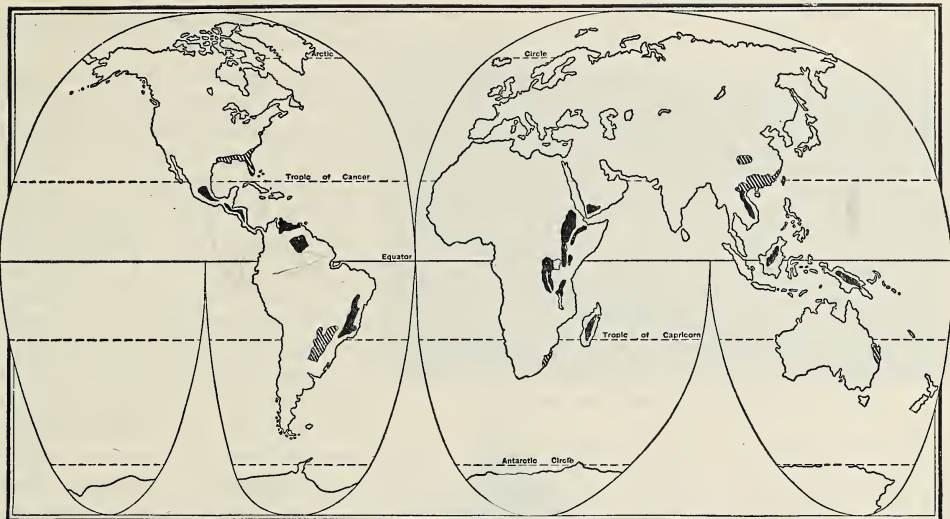 Arctic Circle
Tropic of Cancer
Equator
Tropic of Capricorn
Antarctic Circle